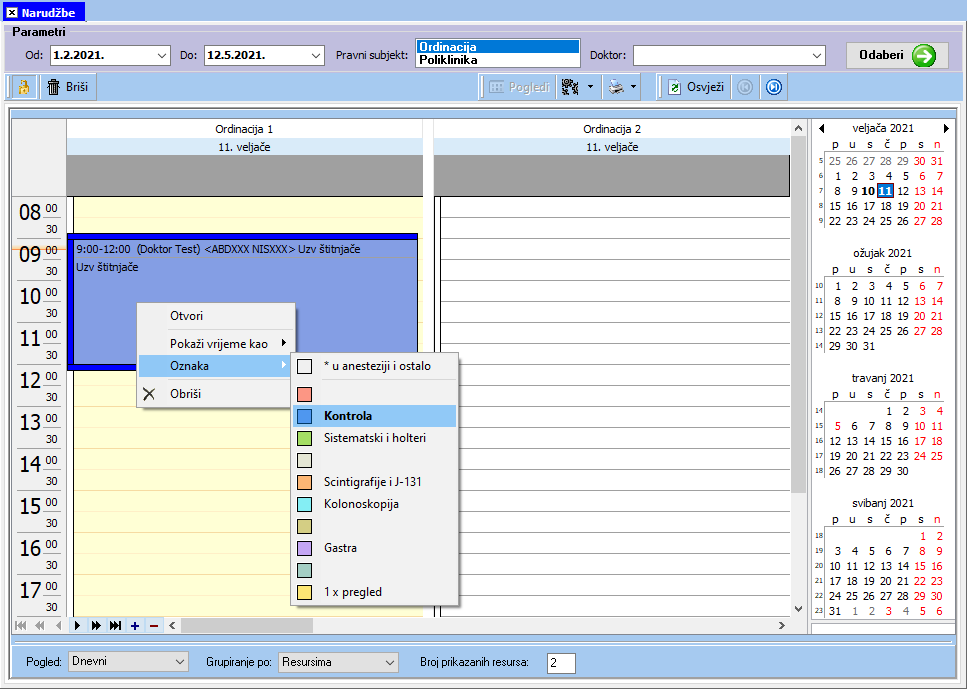 Narudžbe
Parametri
Od: 1.2.2021. Do: 12.5.2021. Pravni subjekt: Ordinacija Doktor: Odaberi
Poliklinika
Briši Pogledi Osvježi
Ordinacija 1 Ordinacija 2
11. veljače 11. veljače
08 00
30
09 00
30
10 00
30
11 00
30
12 00
30
13 00
30
14 00
30
15 00
30
16 00
30
17 00
30
9:00-12:00 (Doktor Test) <ABDXXX NISXXX> Uzv štitnjače
Uzv štitnjače
Otvori
Pokaži vrijeme kao
Oznaka
Obriši
* u anesteziji i ostalo
Kontrola
Sistematski i holteri
Scintigrafije i J-131
Kolonoskopija
Gastra
1 x pregled
veljača 2021
p u s č p s n
5 25 26 27 28 29 30 31
6 1 2 3 4 5 6 7
7 8 9 10 11 12 13 14
8 15 16 17 18 19 20 21
9 22 23 24 25 26 27 28
ožujak 2021
p u s č p s n
10 1 2 3 4 5 6 7
11 8 9 10 11 12 13 14
12 15 16 17 18 19 20 21
13 22 23 24 25 26 27 28
14 29 30 31
travanj 2021
p u s č p s n
14 1 2 3 4
15 5 6 7 8 9 10 11
16 12 13 14 15 16 17 18
17 19 20 21 22 23 24 25
18 26 27 28 29 30
svibanj 2021
p u s č p s n
18 1 2
19 3 4 5 6 7 8 9
20 10 11 12 13 14 15 16
21 17 18 19 20 21 22 23
22 24 25 26 27 28 29 30
23 31 1 2 3 4 5 6
Pogled: Dnevni Grupiranje po: Resursima Broj prikazanih resursa: 2